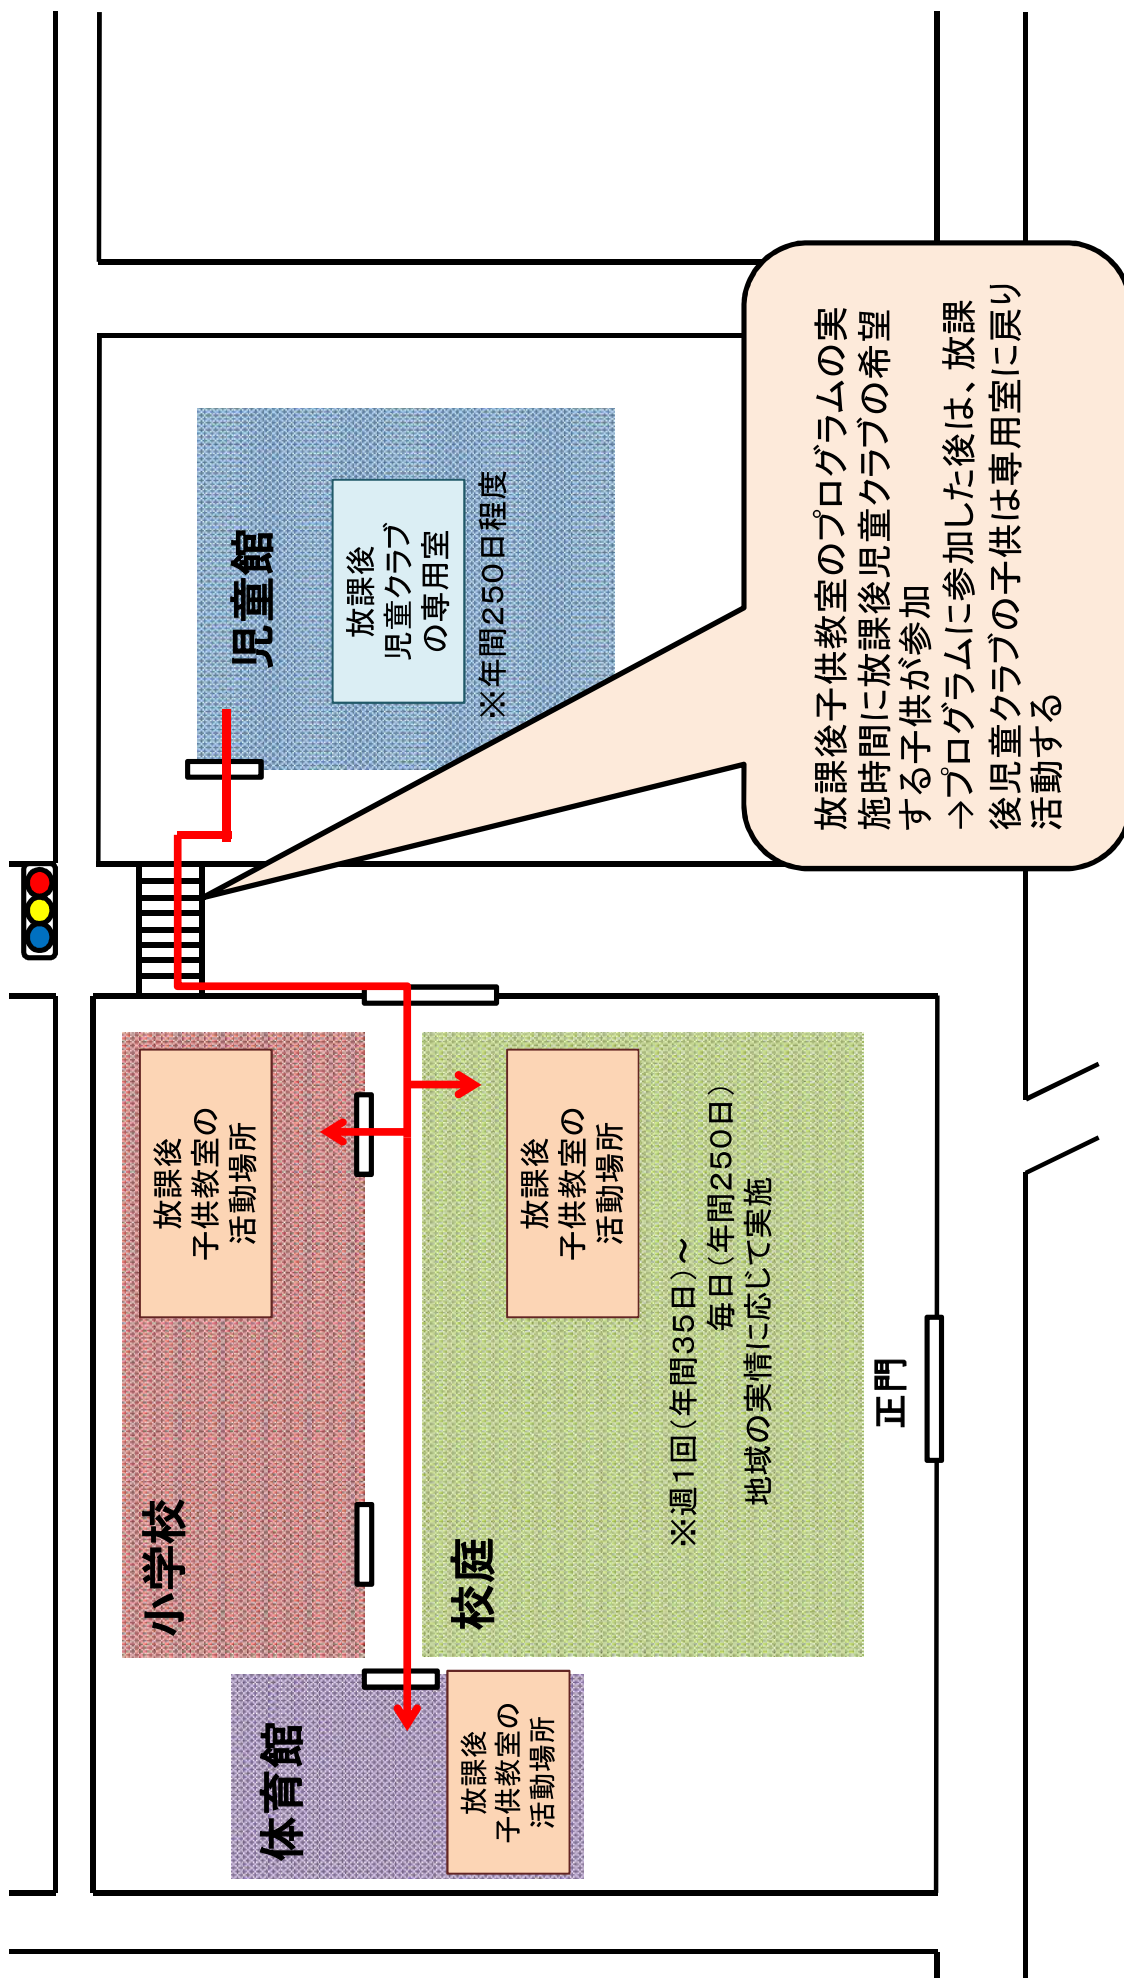 体育館
放課後
子供教室の
活動場所
小学校
放課後
子供教室の
活動場所
校庭
放課後
子供教室の
活動場所
※週１回（年間３５日）～
毎日（年間２５０日）
地域の実情に応じて実施
正門
児童館
放課後
児童クラブ
の専用室
※年間２５０日程度
放課後子供教室のプログラムの実
施時間に放課後児童クラブの希望
する子供が参加
→プログラムに参加した後は、放課
後児童クラブの子供は専用室に戻り
活動する